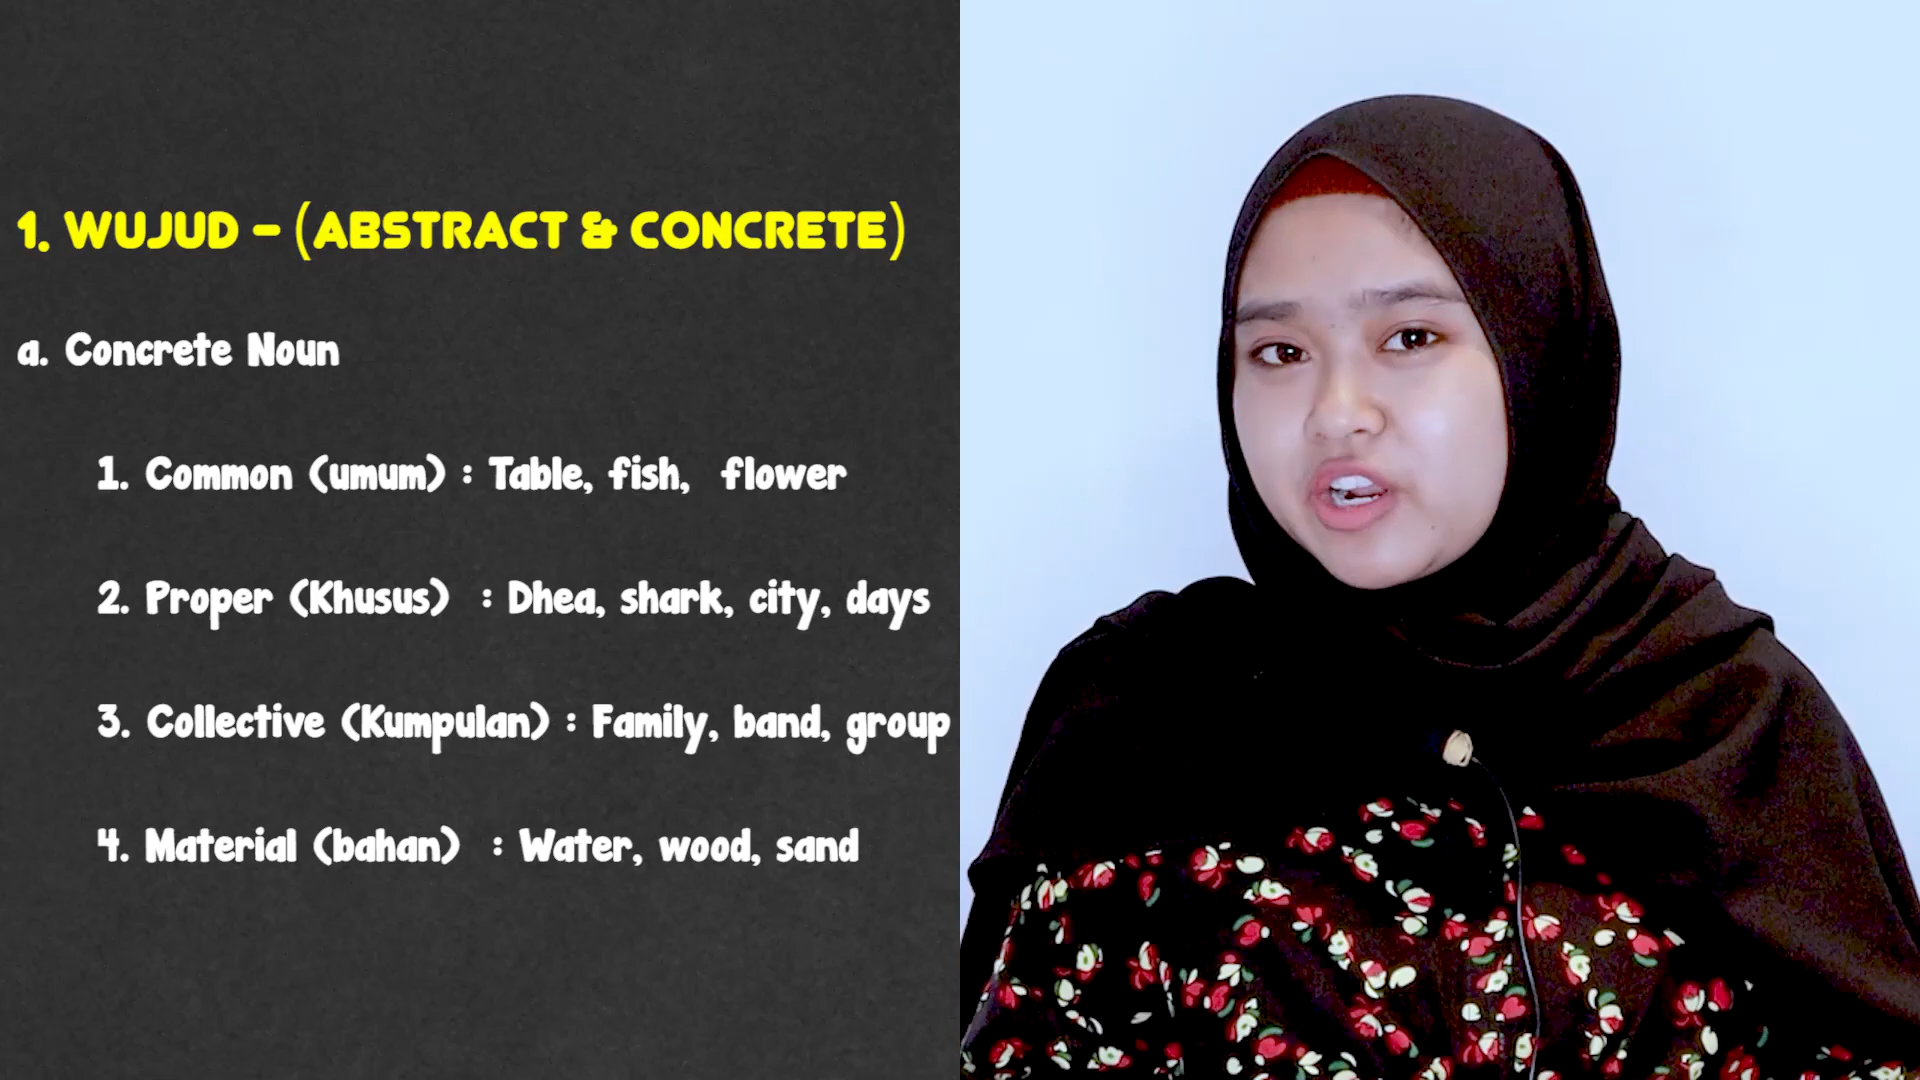 1. WUJUD - (ABSTRACT & CONCRETE)
a. Concrete Noun
1. Common (umum) : Table, fish, flower
2. Proper (Khusus) : Dhea, shark, city, days
3. Collective (Kumpulan) : Family, band, group
4. Material (bahan) : Water, wood, sand